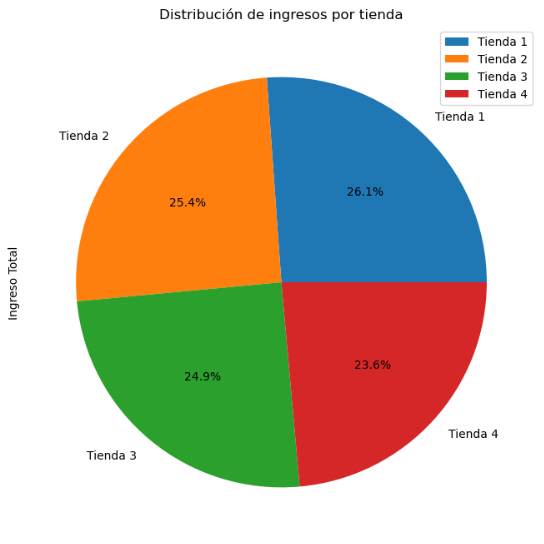 Distribución de ingresos por tienda
Tienda 1
Tienda 2
Tienda 3
Tienda 4
Tienda 1
Tienda 2
26.1%
25.4%
Ingreso Total
24.9%
23.6%
Tienda 4
Tienda 3